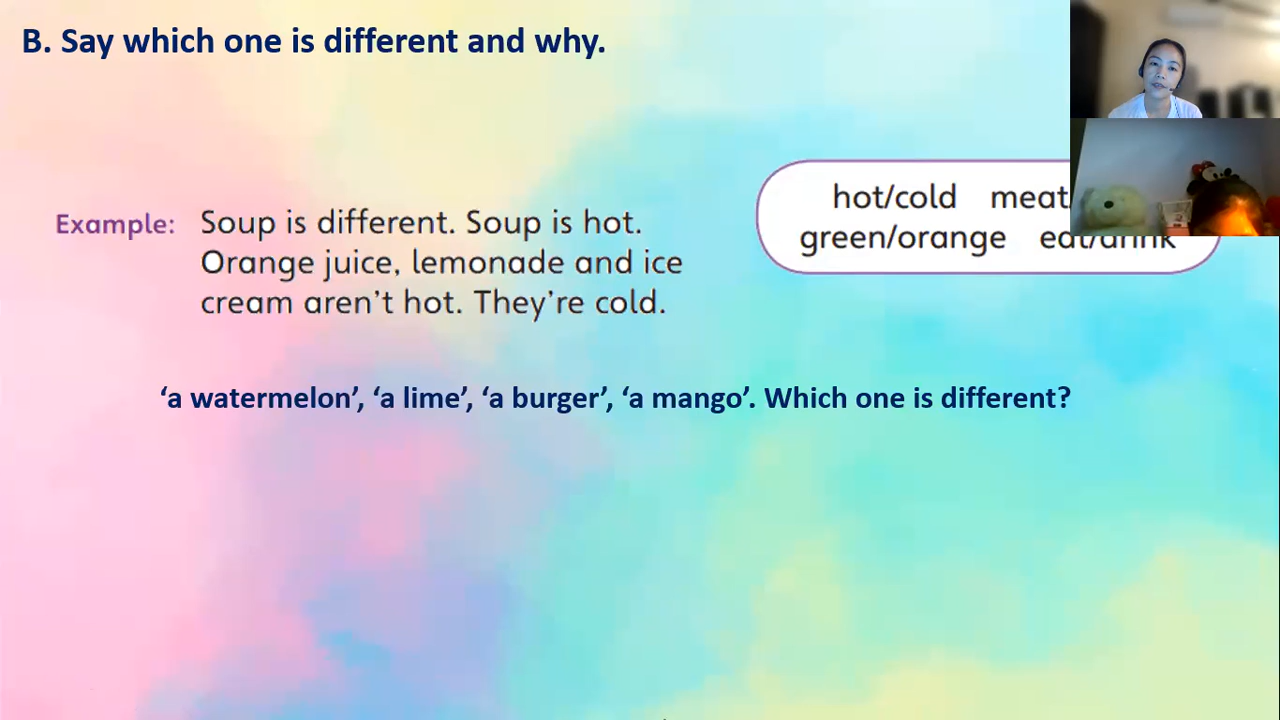 B. Say which one is different and why.
Example: Soup is different. Soup is hot.
Orange juice, lemonade and ice
cream aren’t hot. They’re cold.
hot/cold meat/
green/orange eat/drink
‘a watermelon’, ‘a lime’, ‘a burger’, ‘a mango’. Which one is different?